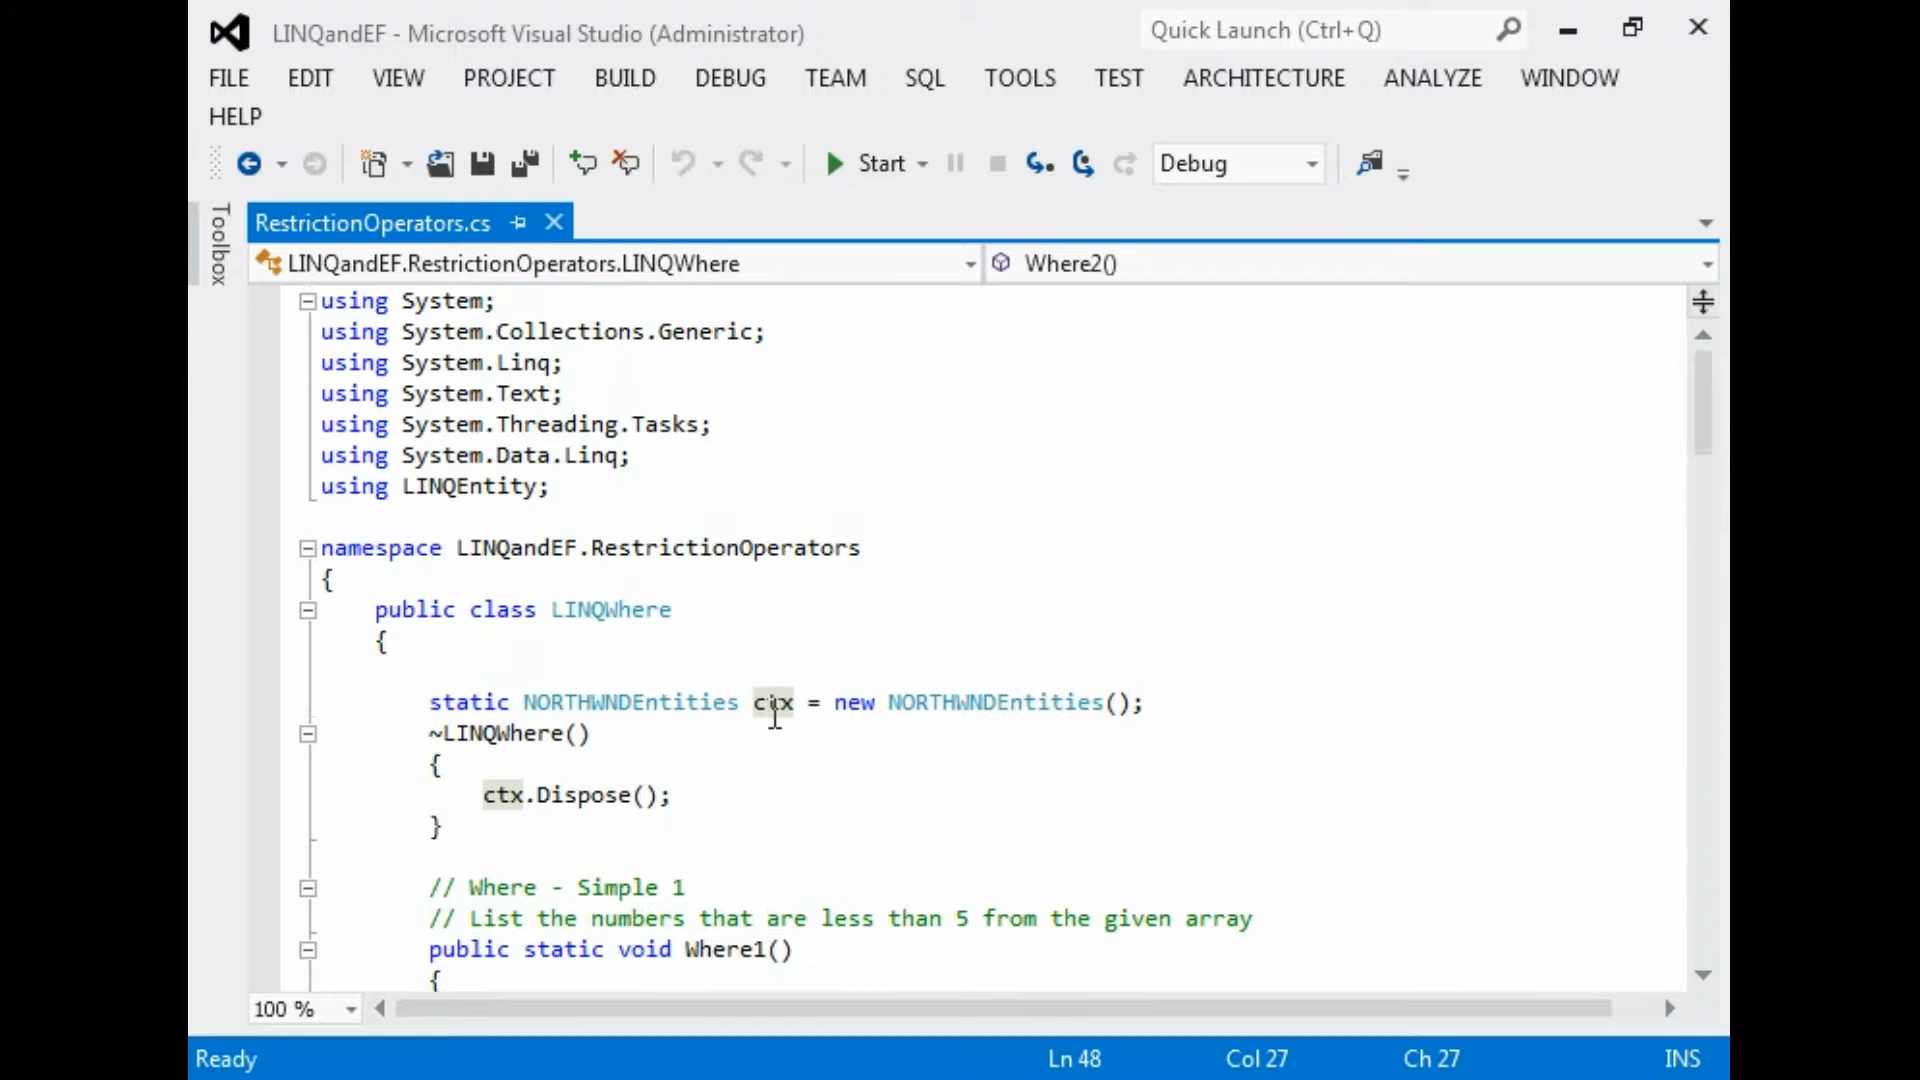 LINQandEF - Microsoft Visual Studio (Administrator)
Quick Launch (Ctrl+Q)
FILE EDIT VIEW PROJECT BUILD DEBUG TEAM SQL TOOLS TEST ARCHITECTURE ANALYZE WINDOW
HELP
Start
Debug
Toolbox
RestrictionOperators.cs
LINQandEF.RestrictionOperators.LINQWhere
Where2()
using System;
using System.Collections.Generic;
using System.Linq;
using System.Text;
using System.Threading.Tasks;
using System.Data.Linq;
using LINQEntity;
namespace LINQandEF.RestrictionOperators
{
public class LINQWhere
{
static NORTHWNDEntities ctx = new NORTHWNDEntities();
~LINQWhere()
{
ctx.Dispose();
}
// Where - Simple 1
// List the numbers that are less than 5 from the given array
public static void Where1()
{
100 %
Ready
Ln 48
Col 27
Ch 27
INS